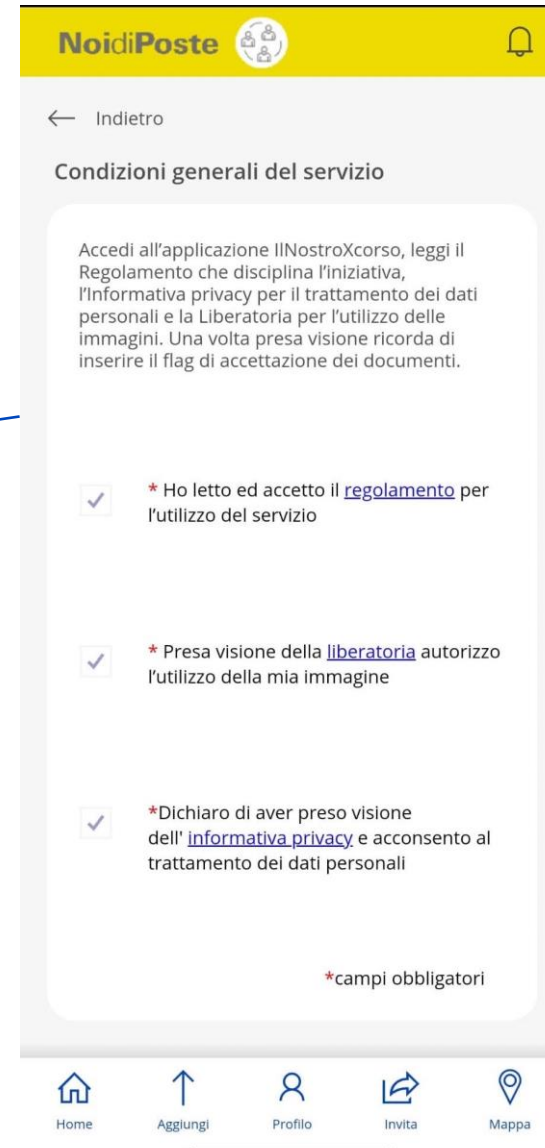 NoidiPoste
Indietro
Condizioni generali del servizio
Accedi all'applicazione IlNostroXcorso, leggi il
Regolamento che disciplina l'iniziativa,
l'Informativa privacy per il trattamento dei dati
personali e la Liberatoria per l'utilizzo delle
immagini. Una volta presa visione ricorda di
inserire il flag di accettazione dei documenti.
* Ho letto ed accetto il regolamento per
l'utilizzo del servizio
* Presa visione della liberatoria autorizzo
l'utilizzo della mia immagine
*Dichiaro di aver preso visione
dell' informativa privacy e acconsento al
trattamento dei dati personali
*campi obbligatori
Home Aggiungi Profilo Invita Mappa